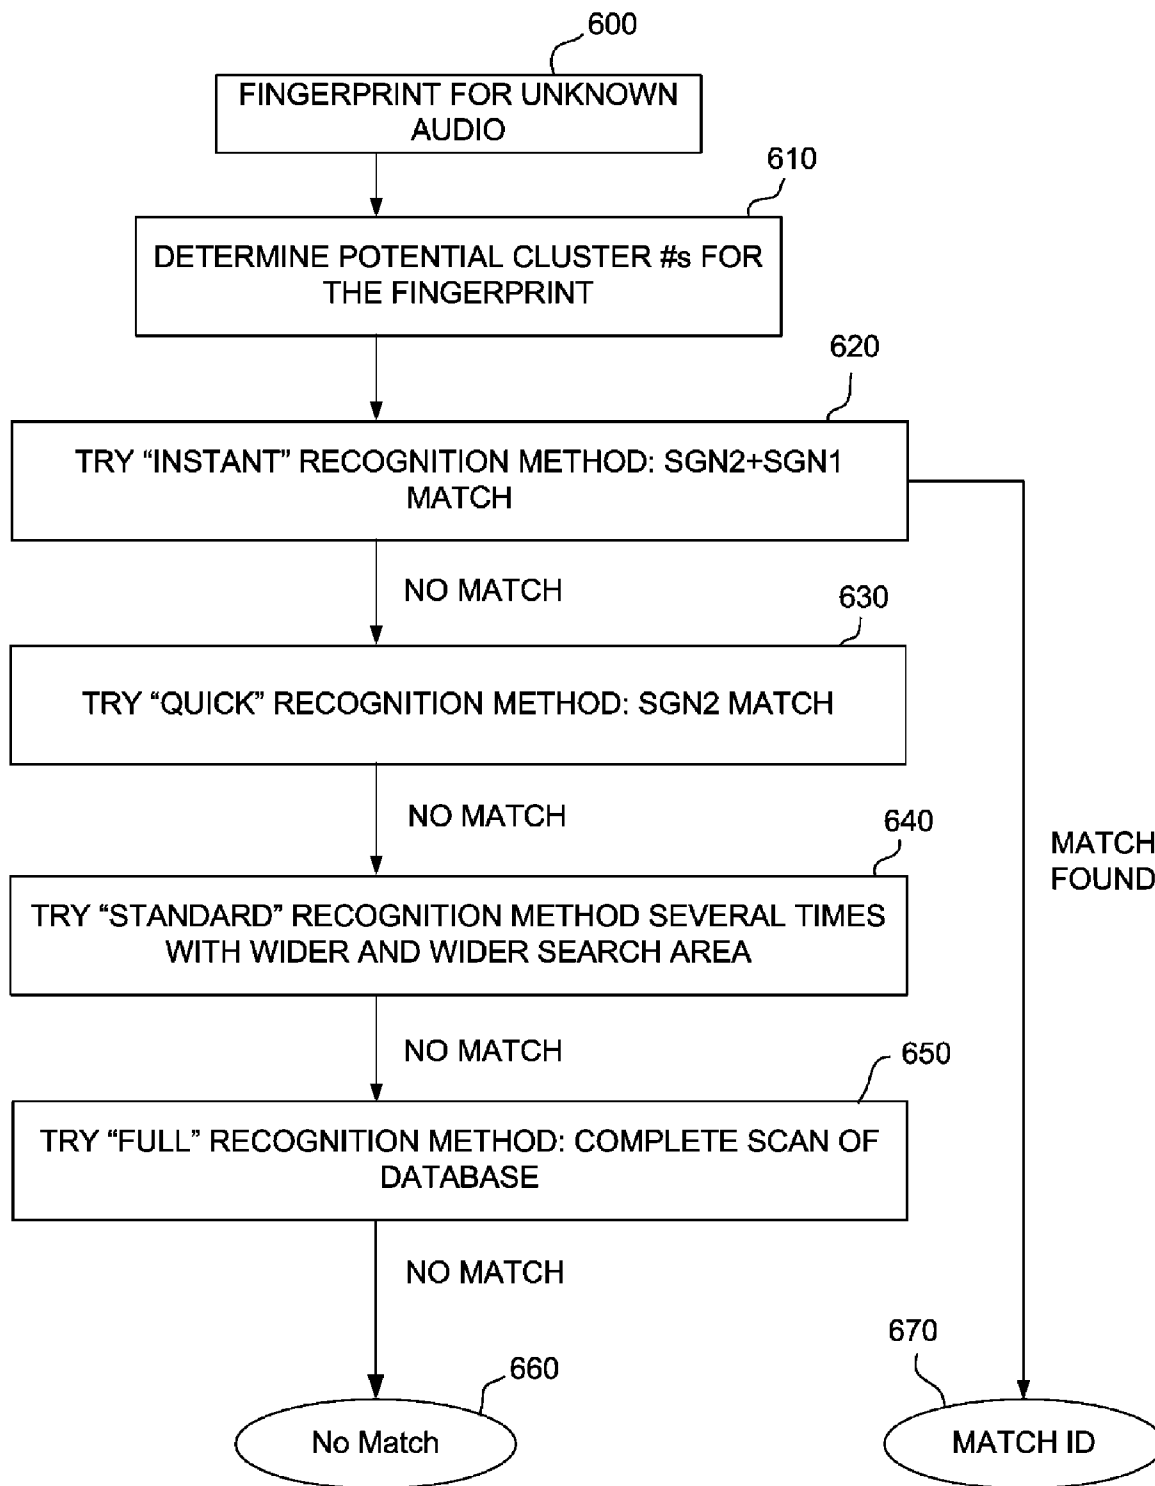 600
FINGERPRINT FOR UNKNOWN
AUDIO
610
DETERMINE POTENTIAL CLUSTER #s FOR
THE FINGERPRINT
620
TRY “INSTANT” RECOGNITION METHOD: SGN2+SGN1
MATCH
NO MATCH
630
TRY “QUICK” RECOGNITION METHOD: SGN2 MATCH
NO MATCH
640
MATCH
FOUND
TRY “STANDARD” RECOGNITION METHOD SEVERAL TIMES
WITH WIDER AND WIDER SEARCH AREA
NO MATCH
650
TRY “FULL” RECOGNITION METHOD: COMPLETE SCAN OF
DATABASE
NO MATCH
660
No Match
670
MATCH ID